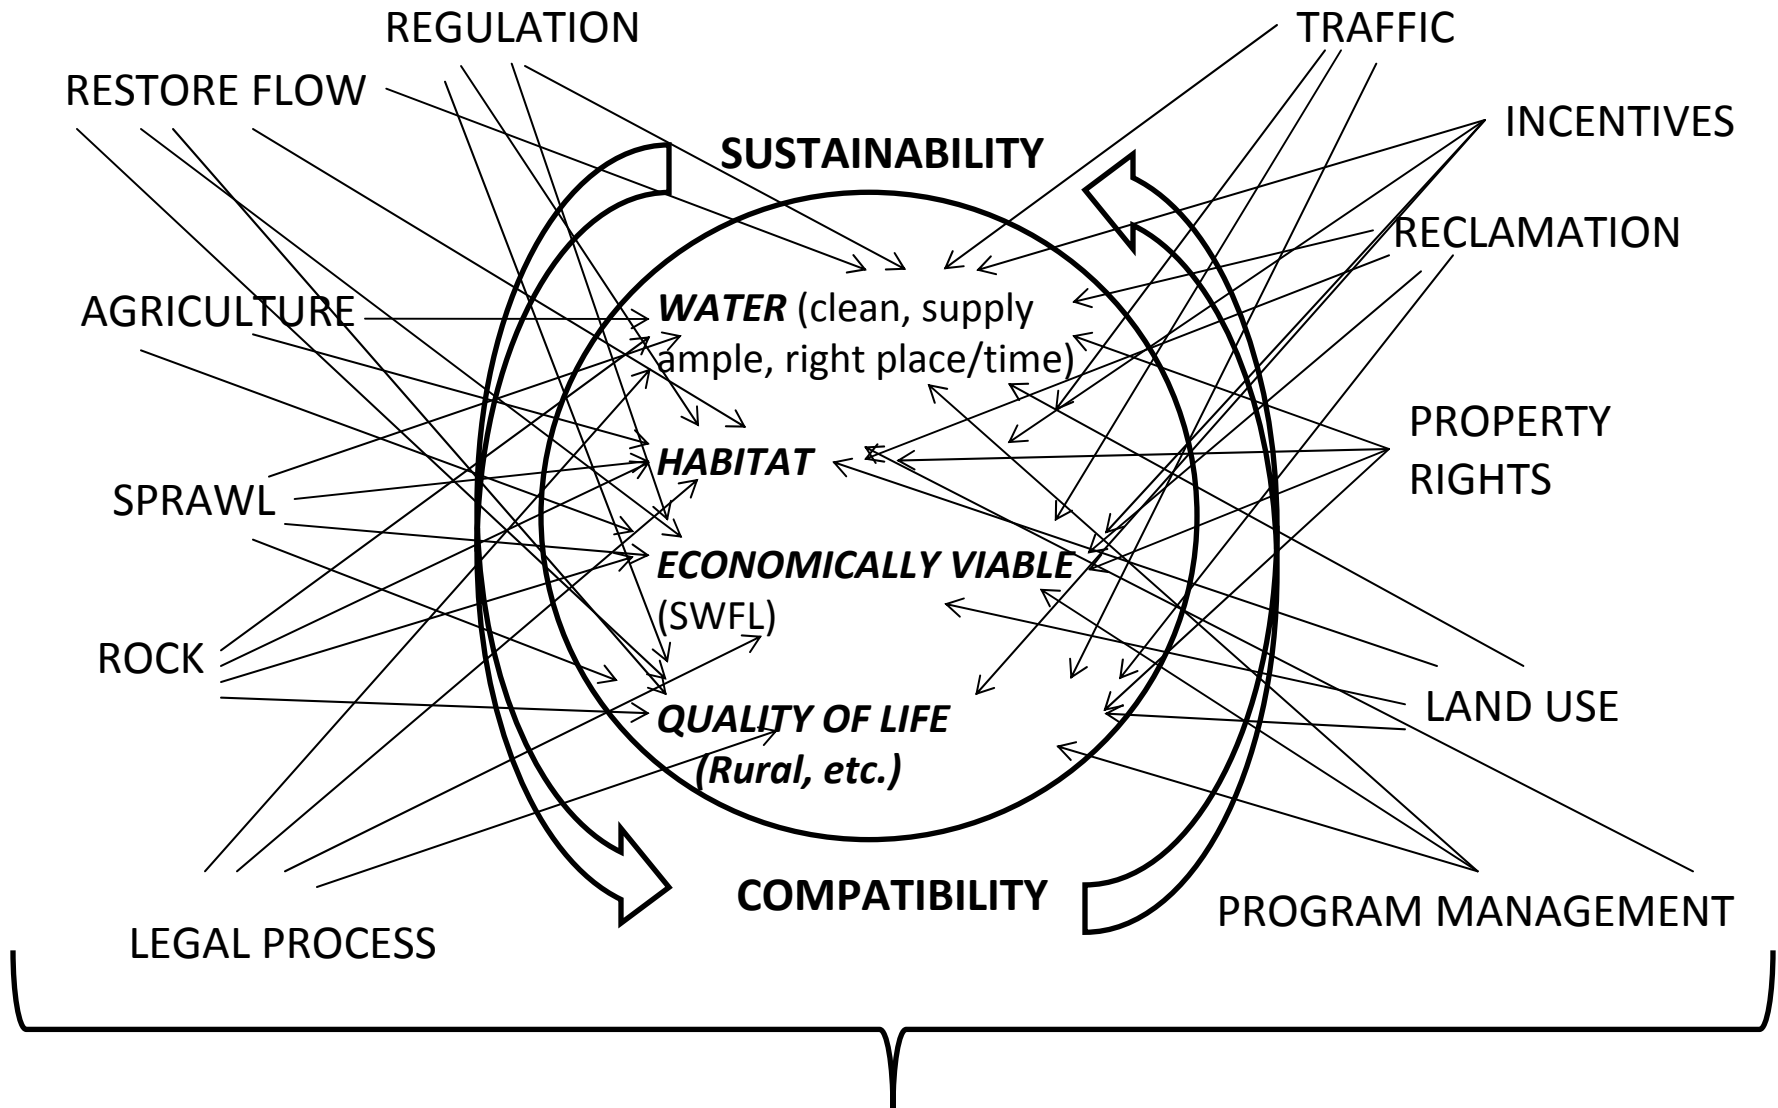 REGULATION
TRAFFIC
RESTORE FLOW
INCENTIVES
SUSTAINABILITY
RECLAMATION
AGRICULTURE
WATER (clean, supply
ample, right place/time)
PROPERTY
RIGHTS
HABITAT
SPRAWL
ECONOMICALLY VIABLE
(SWFL)
ROCK
QUALITY OF LIFE
(Rural, etc.)
LAND USE
COMPATIBILITY
PROGRAM MANAGEMENT
LEGAL PROCESS